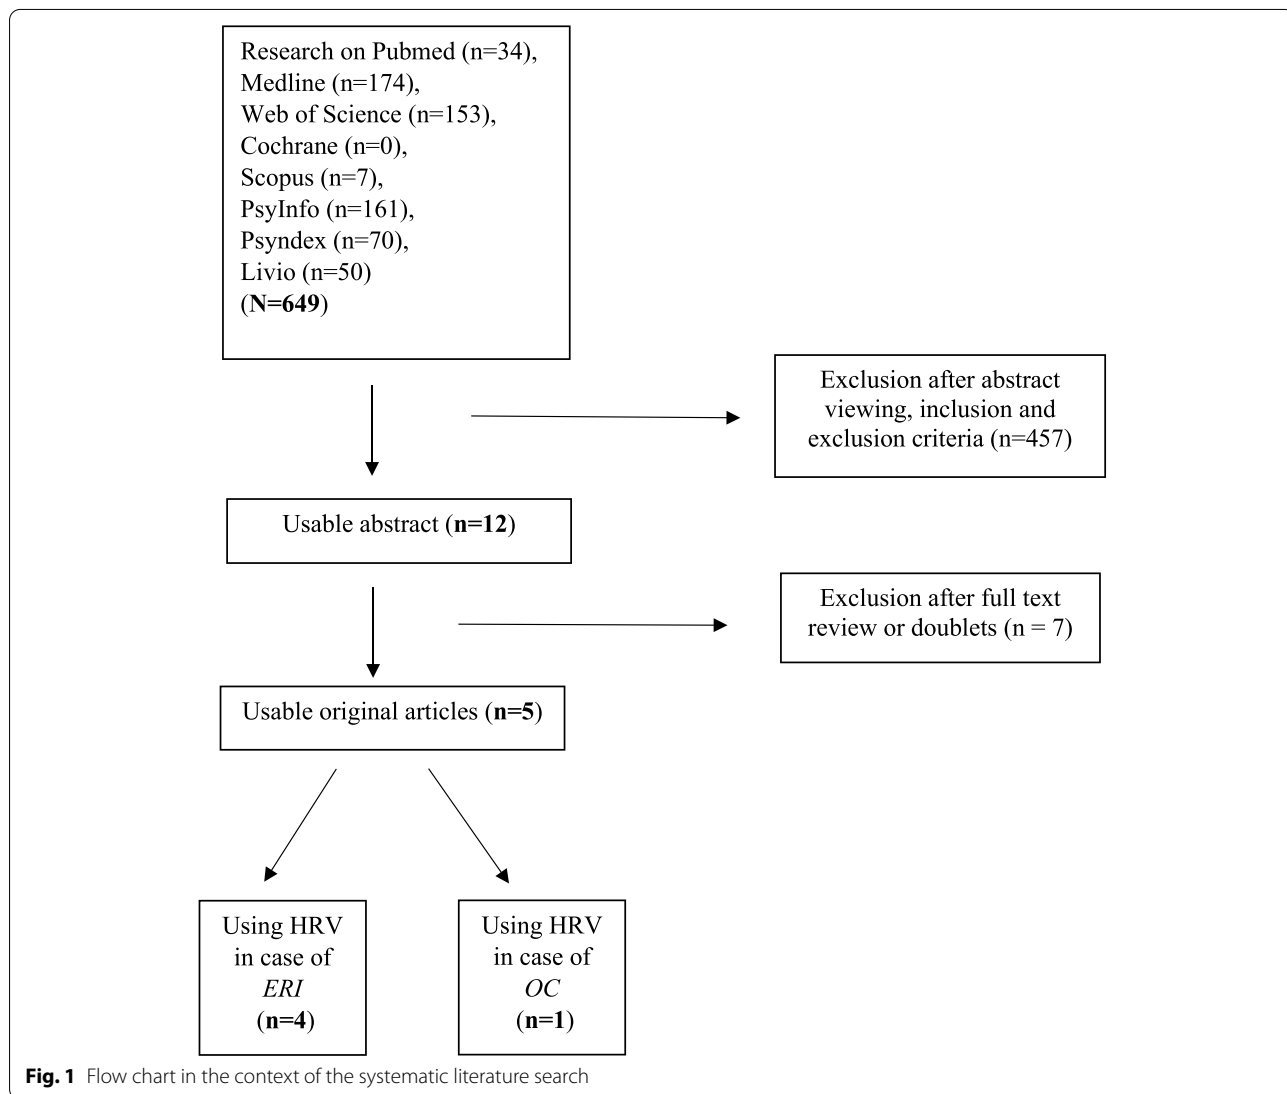 Research on Pubmed (n=34),
Medline (n=174),
Web of Science (n=153),
Cochrane (n=0),
Scopus (n=7),
PsyInfo (n=161),
Psyndex (n=70),
Livio (n=50)
(N=649)
Exclusion after abstract
viewing, inclusion and
exclusion criteria (n=457)
Usable abstract (n=12)
Exclusion after full text
review or doublets (n = 7)
Usable original articles (n=5)
Using HRV
in case of
ERI
(n=4)
Using HRV
in case of
OC
(n=1)
Fig. 1 Flow chart in the context of the systematic literature search